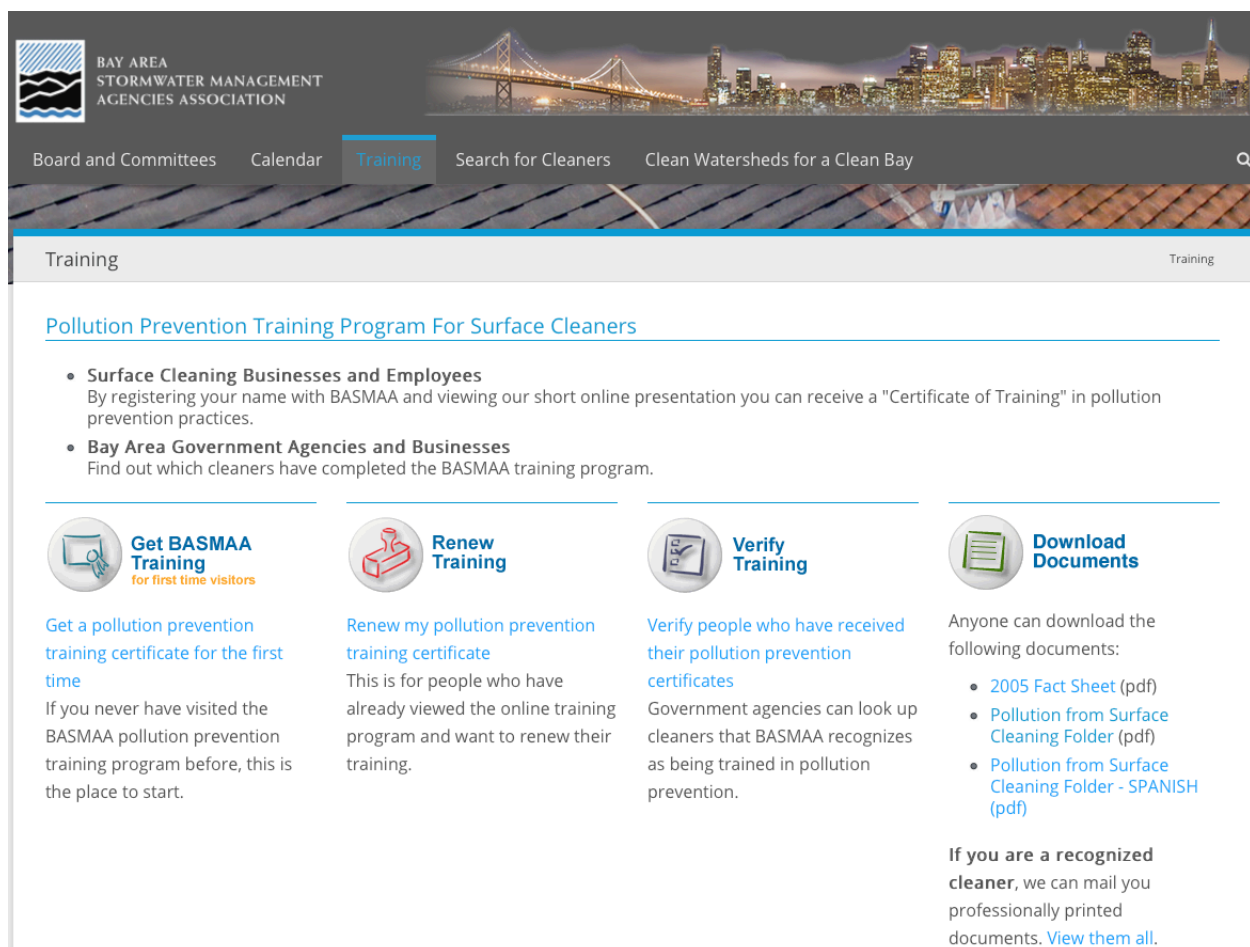 BAY AREA
STORMWATER MANAGEMENT
AGENCIES ASSOCIATION
Board and Committees
Calendar
Training
Search for Cleaners
Clean Watersheds for a Clean Bay
Training
Training
Pollution Prevention Training Program For Surface Cleaners
Surface Cleaning Businesses and Employees
By registering your name with BASMAA and viewing our short online presentation you can receive a "Certificate of Training" in pollution
prevention practices.
Bay Area Government Agencies and Businesses
Find out which cleaners have completed the BASMAA training program.
Get BASMAA
Training
for first time visitors
Get a pollution prevention
training certificate for the first
time
If you never have visited the
BASMAA pollution prevention
training program before, this is
the place to start.
Renew
Training
Renew my pollution prevention
training certificate
This is for people who have
already viewed the online training
program and want to renew their
training.
Verify
Training
Verify people who have received
their pollution prevention
certificates
Government agencies can look up
cleaners that BASMAA recognizes
as being trained in pollution
prevention.
Download
Documents
Anyone can download the
following documents:
2005 Fact Sheet (pdf)
Pollution from Surface
Cleaning Folder (pdf)
Pollution from Surface
Cleaning Folder - SPANISH
(pdf)
If you are a recognized
cleaner, we can mail you
professionally printed
documents. View them all.